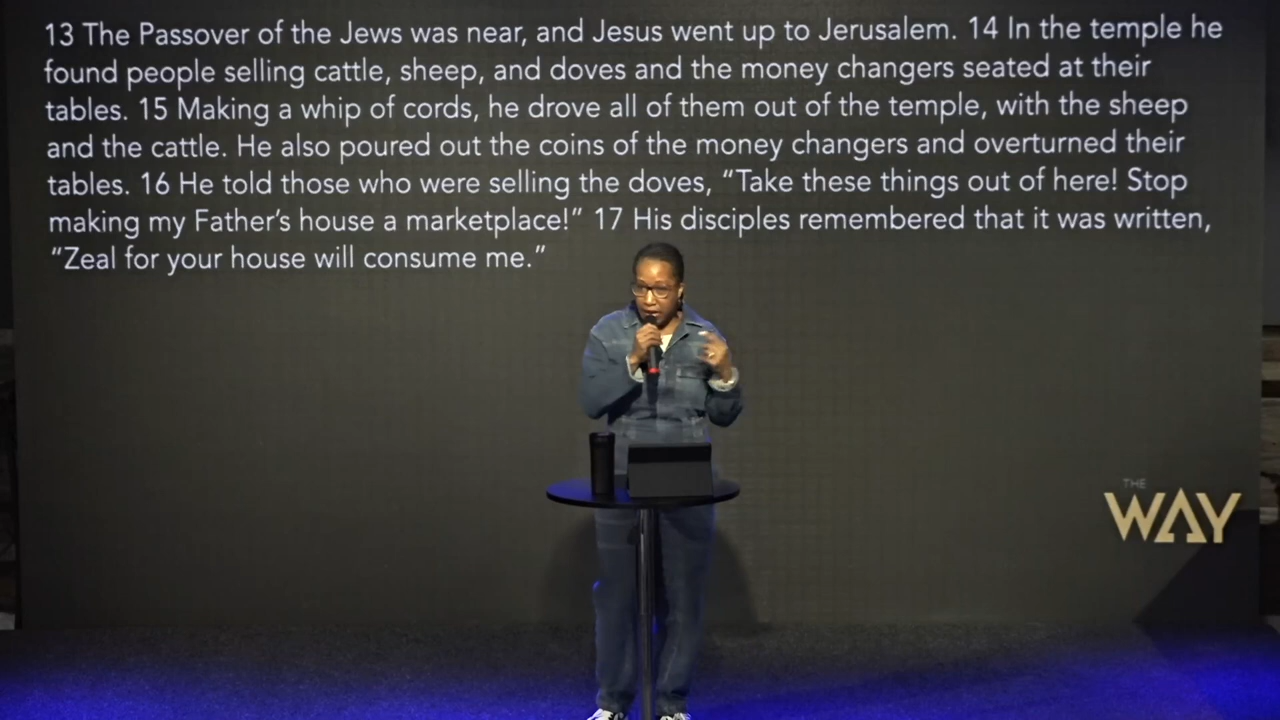 13 The Passover of the Jews was near, and Jesus went up to Jerusalem. 14 In the temple he
found people selling cattle, sheep, and doves and the money changers seated at their
tables. 15 Making a whip of cords, he drove all of them out of the temple, with the sheep
and the cattle. He also poured out the coins of the money changers and overturned their
tables. 16 He told those who were selling the doves, “Take these things out of here! Stop
making my Father’s house a marketplace!” 17 His disciples remembered that it was written,
“Zeal for your house will consume me.”
THE
WAY